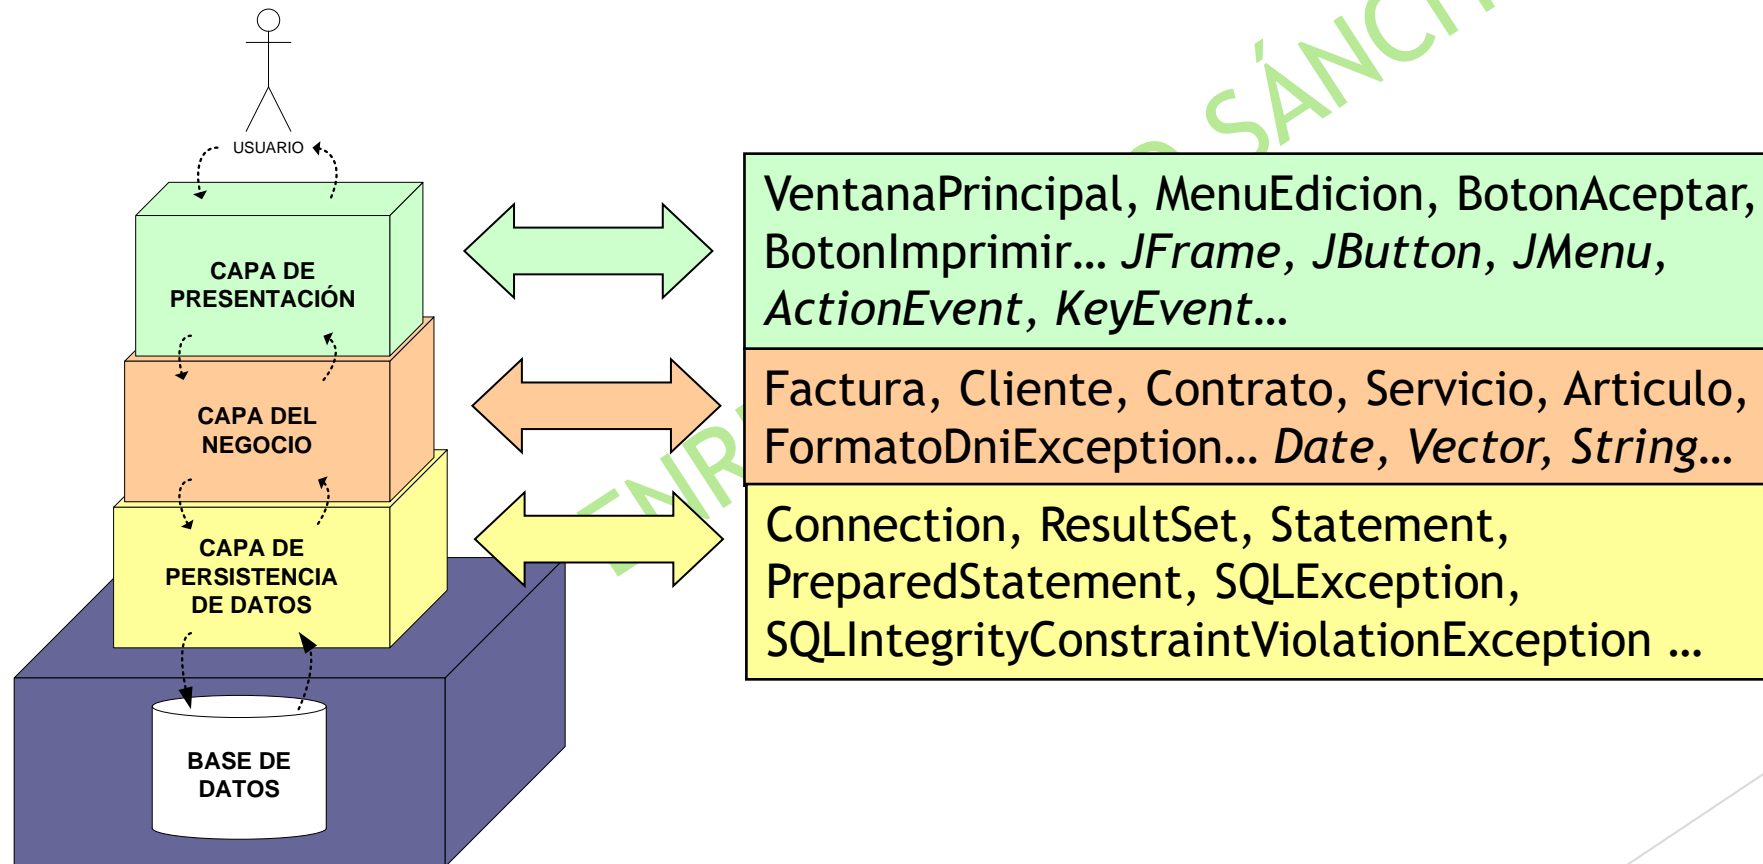 USUARIO
CAPA DE
PRESENTACIÓN
CAPA DEL
NEGOCIO
CAPA DE
PERSISTENCIA
DE DATOS
BASE DE
DATOS
VentanaPrincipal, MenuEdicion, BotonAceptar,
BotonImprimir… JFrame, JButton, JMenu,
ActionEvent, KeyEvent…
Factura, Cliente, Contrato, Servicio, Articulo,
FormatoDniException… Date, Vector, String…
Connection, ResultSet, Statement,
PreparedStatement, SQLException,
SQLIntegrityConstraintViolationException …